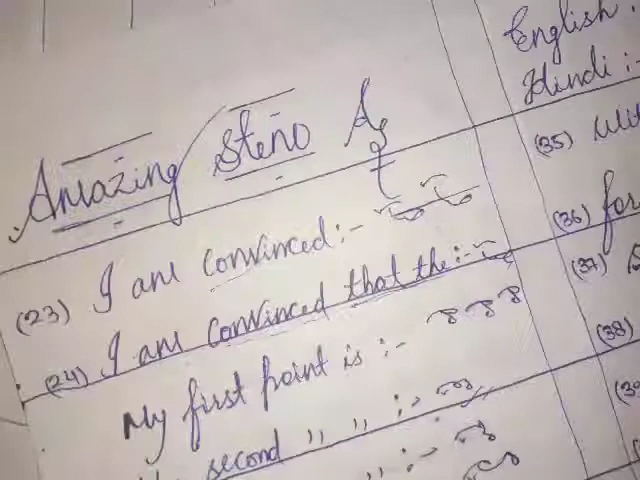 English
Hindi :-
Amazing Steno
(35)
(23) I am convinced :-
(36) for
(24) I am convinced that the :-
(37)
My first point is :-
(38)
second " " :-
" :-